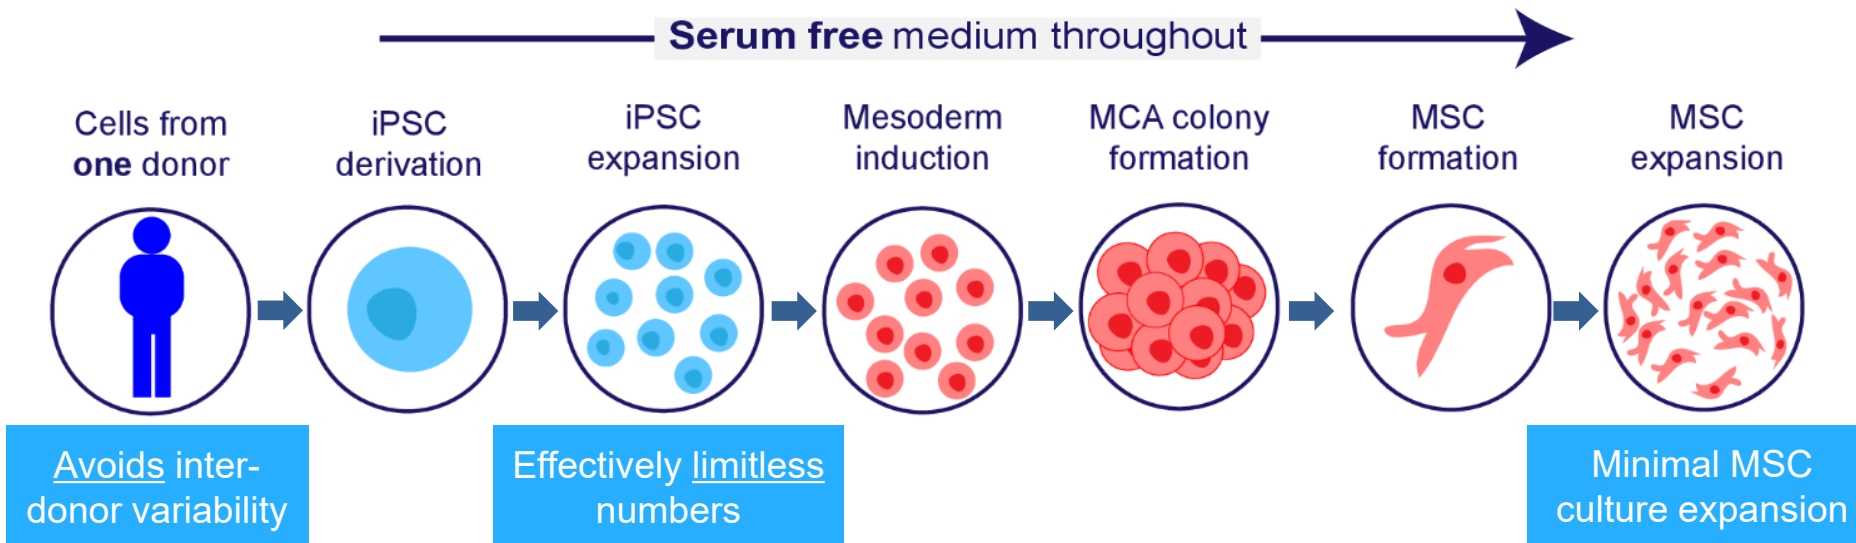 Serum free medium throughout
Cells from
one donor
iPSC
derivation
iPSC
expansion
Mesoderm
induction
MCA colony
formation
MSC
formation
MSC
expansion
Avoids inter-
donor variability
Effectively limitless
numbers
Minimal MSC
culture expansion